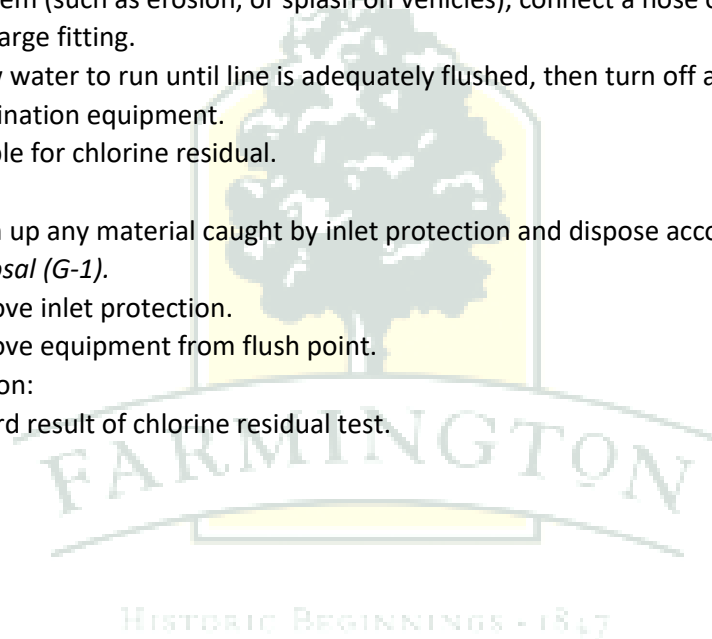 em (such as erosion, or splash on vehicles), connect a hose
arge fitting.
water to run until line is adequately flushed, then turn off a
ination equipment.
ple for chlorine residual.
up any material caught by inlet protection and dispose acco
osal (G-1).
ove inlet protection.
ove equipment from flush point.
on:
rd result of chlorine residual test.
FARMINGTON
HISTORIC BEGINNINGS • 1847